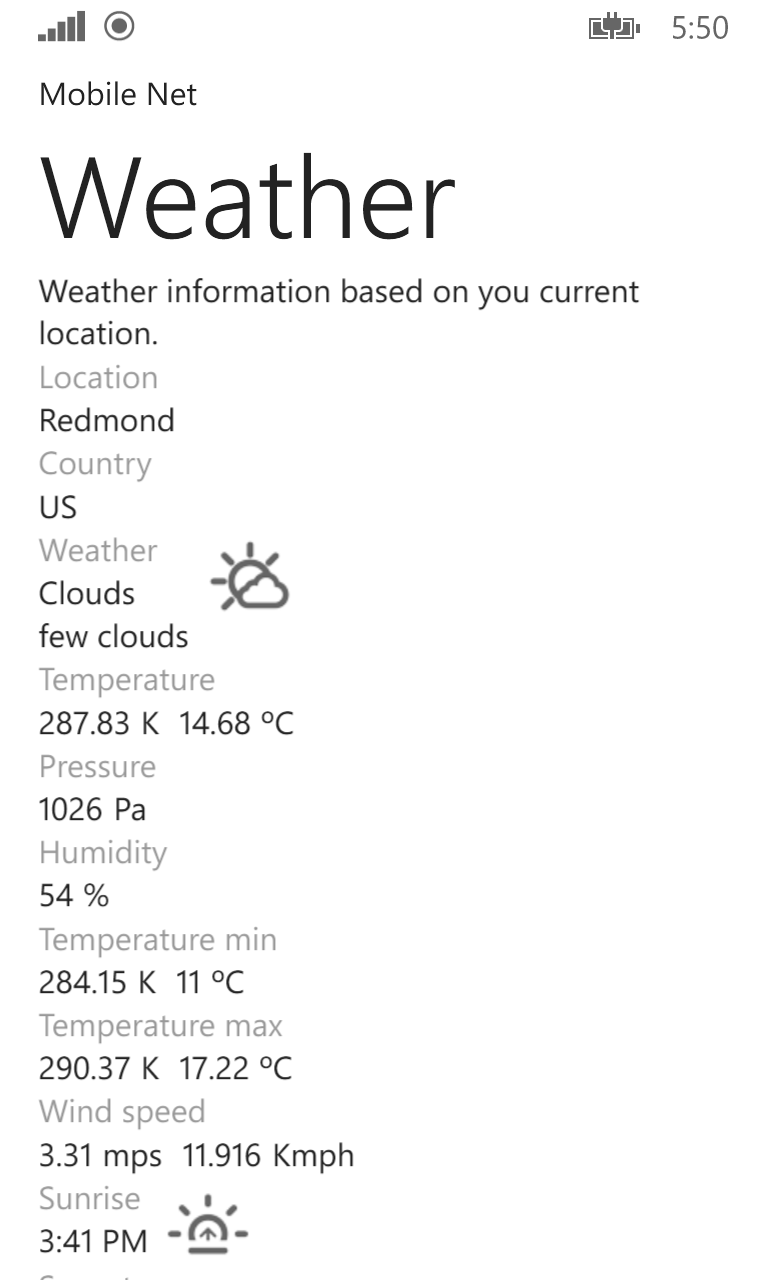 5:50
Mobile Net
Weather
Weather information based on you current
location.
Location
Redmond
Country
US
Weather
Clouds
few clouds
Temperature
287.83 K 14.68 ºC
Pressure
1026 Pa
Humidity
54 %
Temperature min
284.15 K 11 ºC
Temperature max
290.37 K 17.22 ºC
Wind speed
3.31 mps 11.916 Kmph
Sunrise
3:41 PM